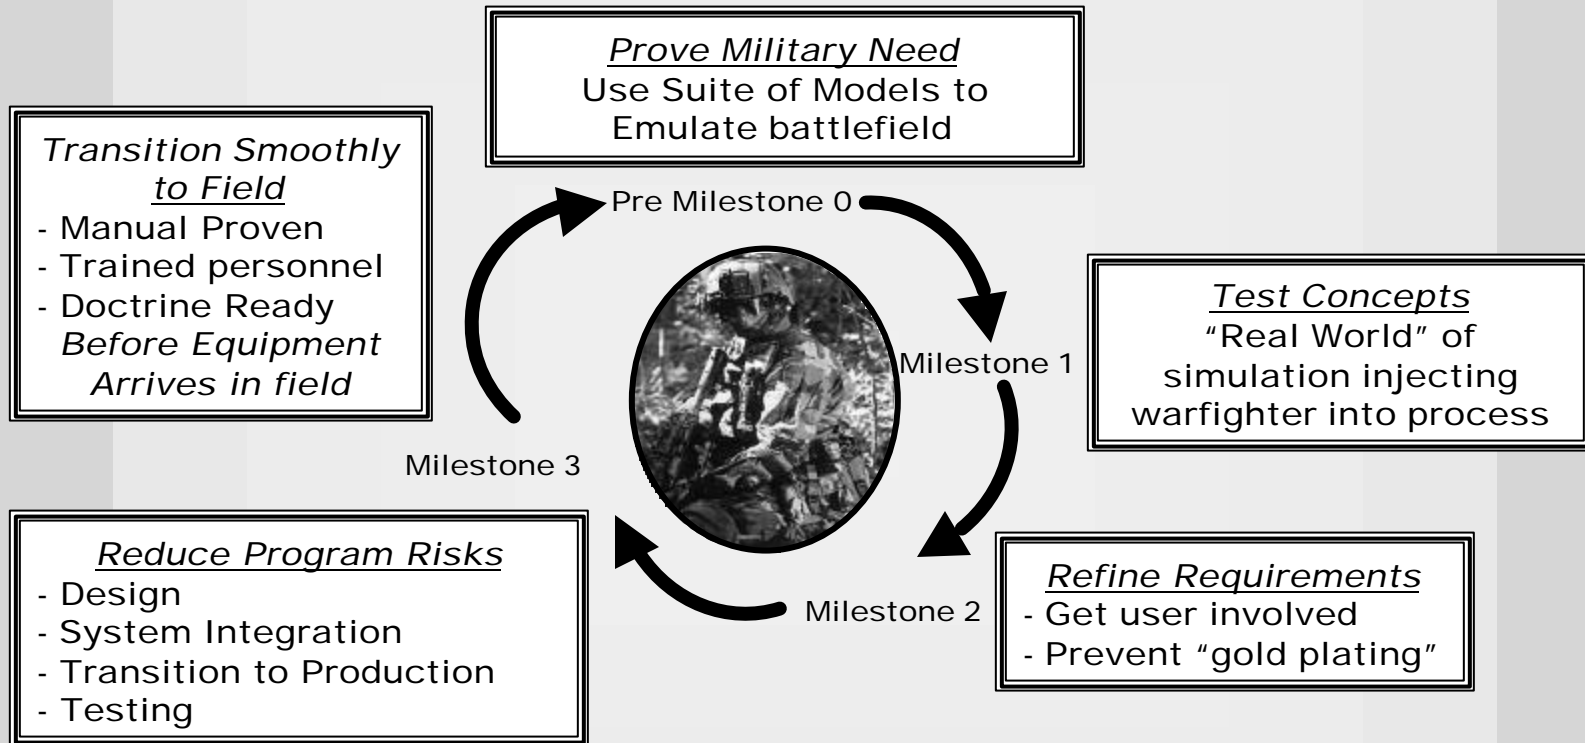 Prove Military Need
Use Suite of Models to
Emulate battlefield
Transition Smoothly
to Field
- Manual Proven
- Trained personnel
- Doctrine Ready
Before Equipment
Arrives in field
Pre Milestone 0
Test Concepts
“Real World” of
simulation injecting
warfighter into process
Milestone 1
Milestone 3
Reduce Program Risks
- Design
- System Integration
- Transition to Production
- Testing
Milestone 2
Refine Requirements
- Get user involved
- Prevent “gold plating”